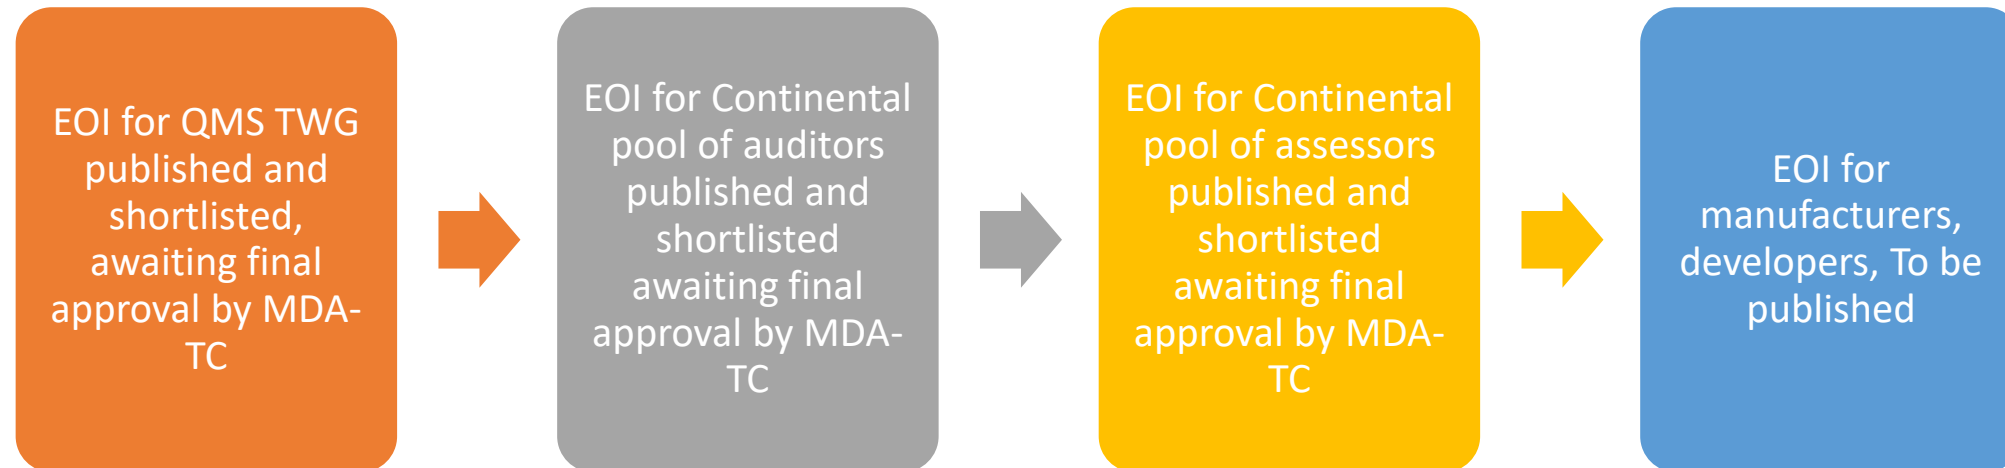 EOI for QMS TWG
published and
shortlisted,
awaiting final
approval by MDA-
TC
EOI for Continental
pool of auditors
published and
shortlisted
awaiting final
approval by MDA-
TC
EOI for Continental
pool of assessors
published and
shortlisted
awaiting final
approval by MDA-
TC
EOI for
manufacturers,
developers, To be
published